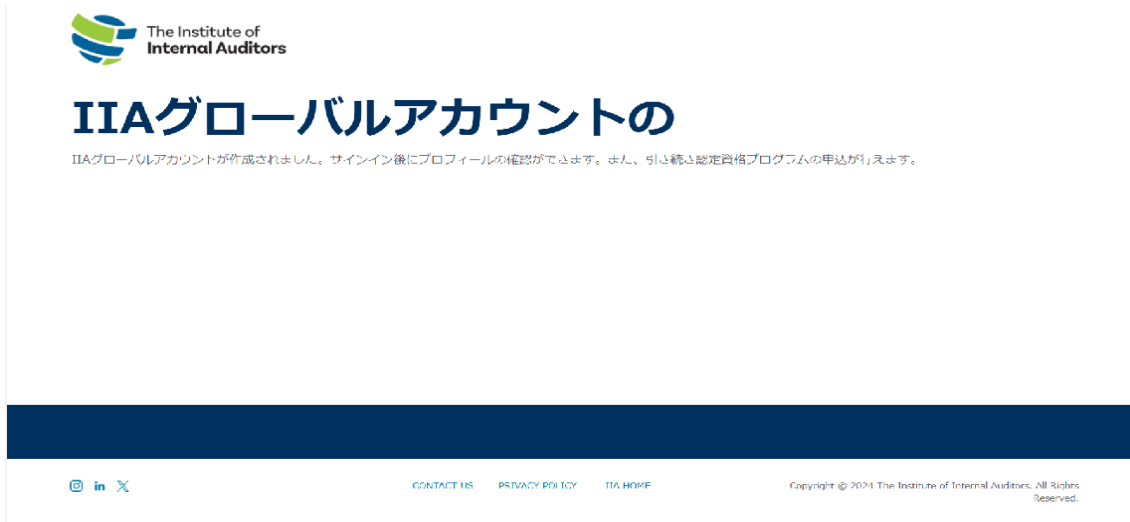 The Institute of
Internal Auditors
IIAグローバルアカウントの
IIAグローバルアカウントが作成されました。サインイン後にプロフィールの確認ができます。また、引き続き認定資格プログラムの申込が行えます。
CONTACT US PRIVACY POLICY IIA HOME
Copyright © 2024 The Institute of Internal Auditors. All Rights
Reserved.